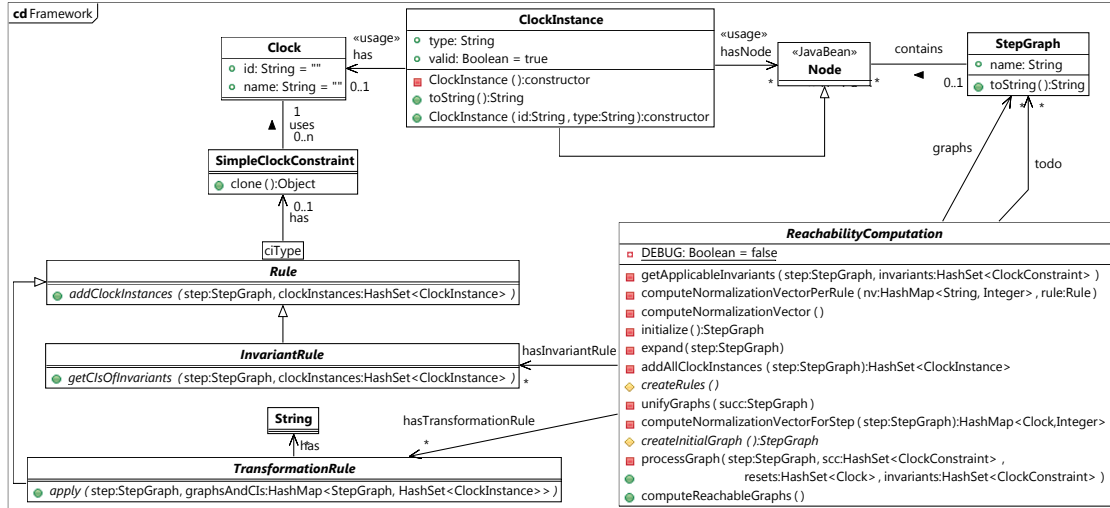 cd Framework
ClockInstance
type: String
valid: Boolean = true
ClockInstance ():constructor
toString():String
ClockInstance (id:String, type:String):constructor
«usage»
has
0..1
«usage»
hasNode
*
Clock
id: String = ""
name: String = ""
«JavaBean»
Node
*
contains
0..1
StepGraph
name: String
toString():String
*
*
graphs
todo
1
uses
0..n
SimpleClockConstraint
clone():Object
0..1
has
ciType
Rule
addClockInstances (step:StepGraph, clockInstances:HashSet<ClockInstance> )
InvariantRule
getCIsOfInvariants (step:StepGraph, clockInstances:HashSet<ClockInstance> )
hasInvariantRule
*
String
has
hasTransformationRule
*
TransformationRule
apply (step:StepGraph, graphsAndCIs:HashMap<StepGraph, HashSet<ClockInstance>> )
ReachabilityComputation
DEBUG: Boolean = false
getApplicableInvariants (step:StepGraph, invariants:HashSet<ClockConstraint> )
computeNormalizationVectorPerRule (nv:HashMap<String, Integer> , rule:Rule)
computeNormalizationVector ()
initialize ():StepGraph
expand (step:StepGraph)
addAllClockInstances (step:StepGraph):HashSet<ClockInstance>
createRules ()
unifyGraphs (succ:StepGraph )
computeNormalizationVectorForStep (step:StepGraph):HashMap<Clock,Integer>
createInitialGraph ():StepGraph
processGraph (step:StepGraph, scc:HashSet<ClockConstraint> ,
resets:HashSet<Clock> , invariants:HashSet<ClockConstraint> )
computeReachableGraphs ()